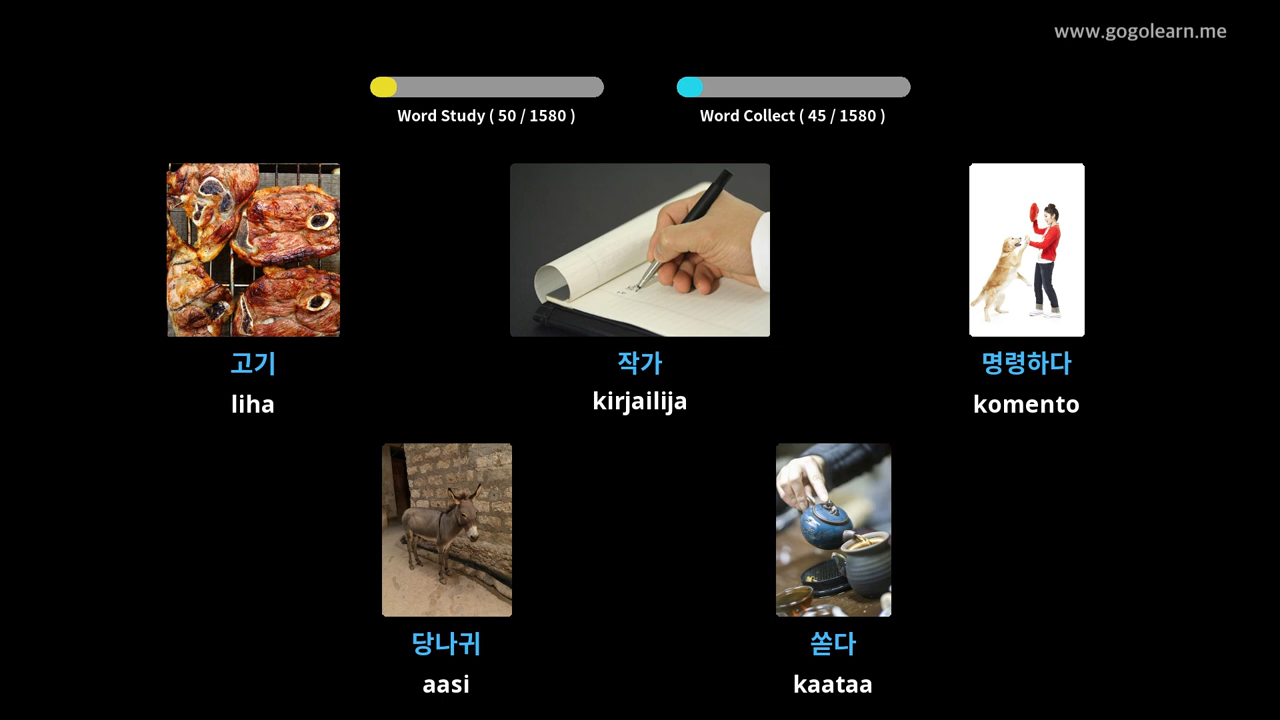 www.gogolearn.me
Word Study ( 50 / 1580 )
Word Collect ( 45 / 1580 )
고기
liha
작가
kirjailija
명령하다
komento
당나귀
aasi
쏟다
kaataa